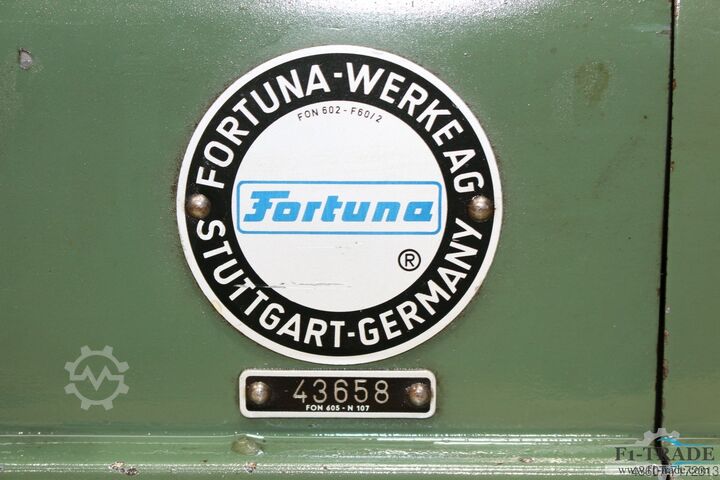 FORTUNA-WERKE AG
FON 602 - F60/2
Fortuna
®
STUTTGART-GERMANY
43658
FON 605 - N 107
F1-TRADE